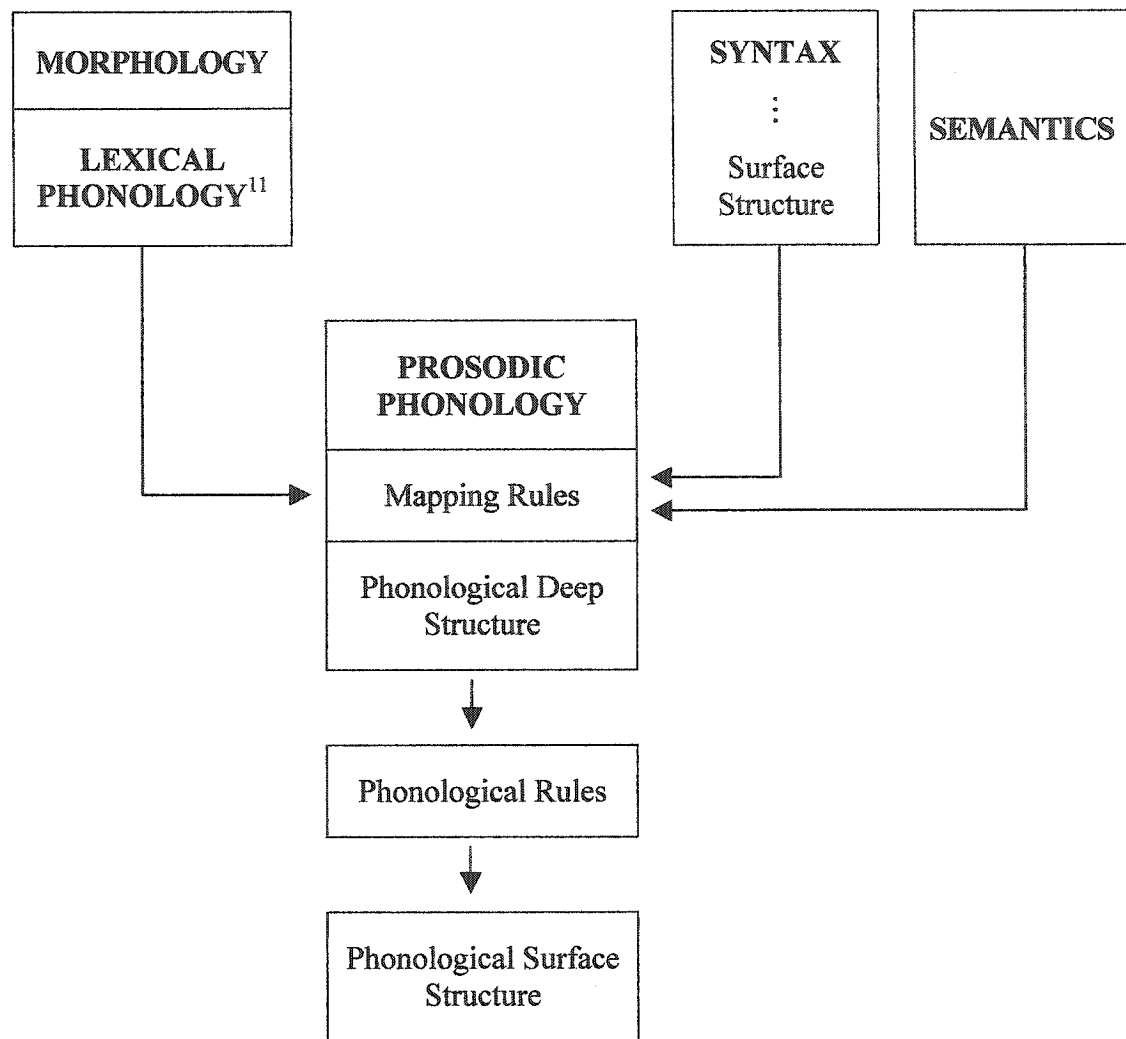 MORPHOLOGY
LEXICAL
PHONOLOGY¹¹
SYNTAX
⋮
Surface
Structure
SEMANTICS
PROSODIC
PHONOLOGY
Mapping Rules
Phonological Deep
Structure
Phonological Rules
Phonological Surface
Structure